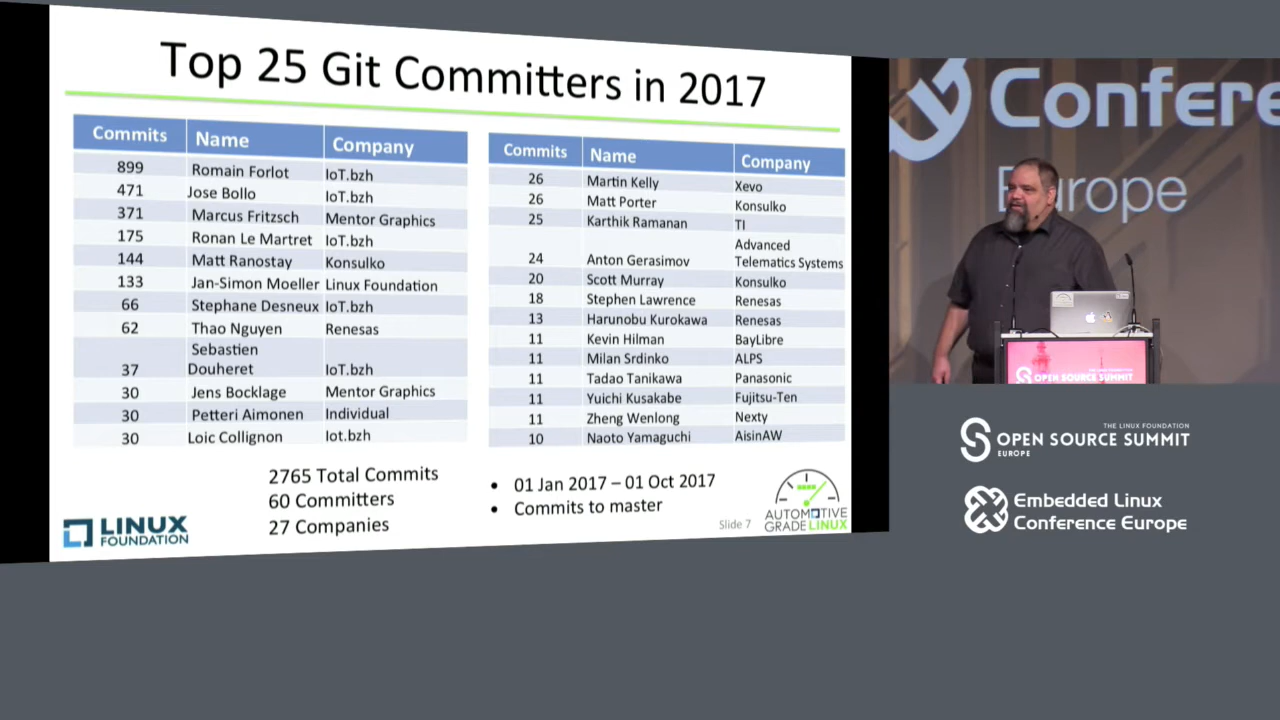 Top 25 Git Committers in 2017
Commits Name Company
899 Romain Forlot IoT.bzh
471 Jose Bollo IoT.bzh
371 Marcus Fritzsch Mentor Graphics
175 Ronan Le Martret IoT.bzh
144 Matt Ranostay Konsulko
133 Jan-Simon Moeller Linux Foundation
66 Stephane Desneux IoT.bzh
62 Thao Nguyen Renesas
Sebastien
37 Douheret IoT.bzh
30 Jens Bocklage Mentor Graphics
30 Petteri Aimonen Individual
30 Loic Collignon Iot.bzh
Commits Name Company
26 Martin Kelly Xevo
26 Matt Porter Konsulko
25 Karthik Ramanan TI
Advanced
24 Anton Gerasimov Telematics Systems
20 Scott Murray Konsulko
18 Stephen Lawrence Renesas
13 Harunobu Kurokawa Renesas
11 Kevin Hilman BayLibre
11 Milan Srdinko ALPS
11 Tadao Tanikawa Panasonic
11 Yuichi Kusakabe Fujitsu-Ten
11 Zheng Wenlong Nexty
10 Naoto Yamaguchi AisinAW
2765 Total Commits
60 Committers
27 Companies
• 01 Jan 2017 – 01 Oct 2017
• Commits to master
LINUX
FOUNDATION
Slide 7
AUTOMOTIVE
GRADELINUX
Confere
Europe
OPEN SOURCE SUMMIT
THE LINUX FOUNDATION
OPEN SOURCE SUMMIT
EUROPE
Embedded Linux
Conference Europe